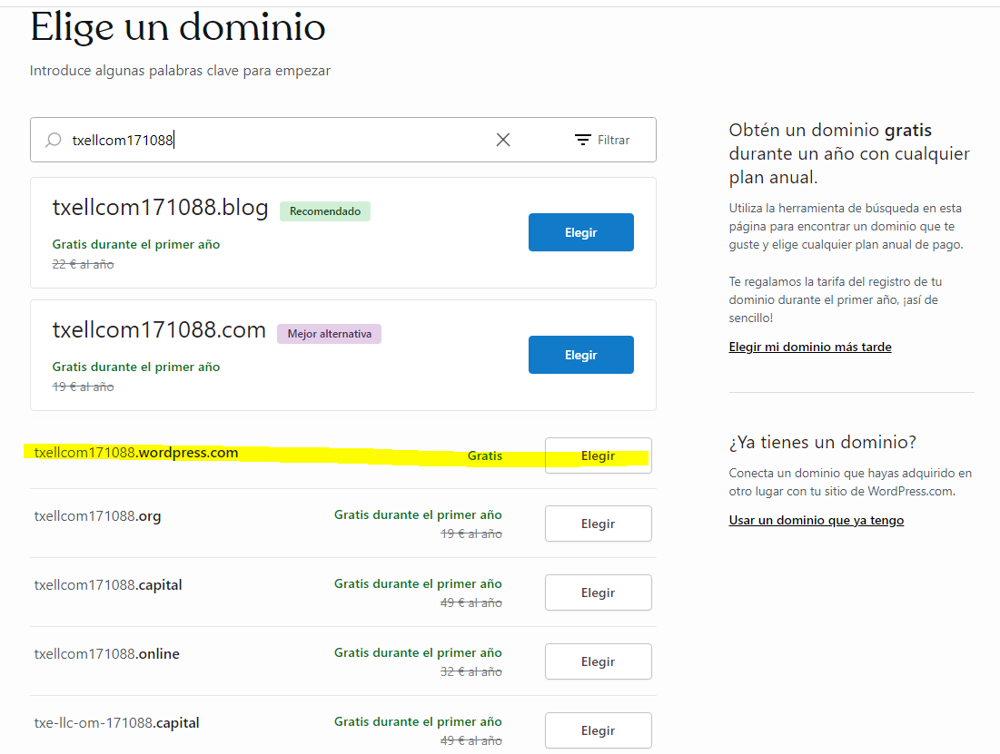 Elige un dominio
Introduce algunas palabras clave para empezar
txellcom171088
Filtrar
txellcom171088.blog Recomendado
Gratis durante el primer año
22 € al año
Elegir
txellcom171088.com Mejor alternativa
Gratis durante el primer año
19 € al año
Elegir
txellcom171088.wordpress.com Gratis Elegir
txellcom171088.org Gratis durante el primer año
19 € al año
Elegir
txellcom171088.capital Gratis durante el primer año
49 € al año
Elegir
txellcom171088.online Gratis durante el primer año
32 € al año
Elegir
txe-llc-om-171088.capital Gratis durante el primer año
49 € al año
Elegir
Obtén un dominio gratis
durante un año con cualquier
plan anual.
Utiliza la herramienta de búsqueda en esta
página para encontrar un dominio que te
guste y elige cualquier plan anual de pago.
Te regalamos la tarifa del registro de tu
dominio durante el primer año, ¡así de
sencillo!
Elegir mi dominio más tarde
¿Ya tienes un dominio?
Conecta un dominio que hayas adquirido en
otro lugar con tu sitio de WordPress.com.
Usar un dominio que ya tengo